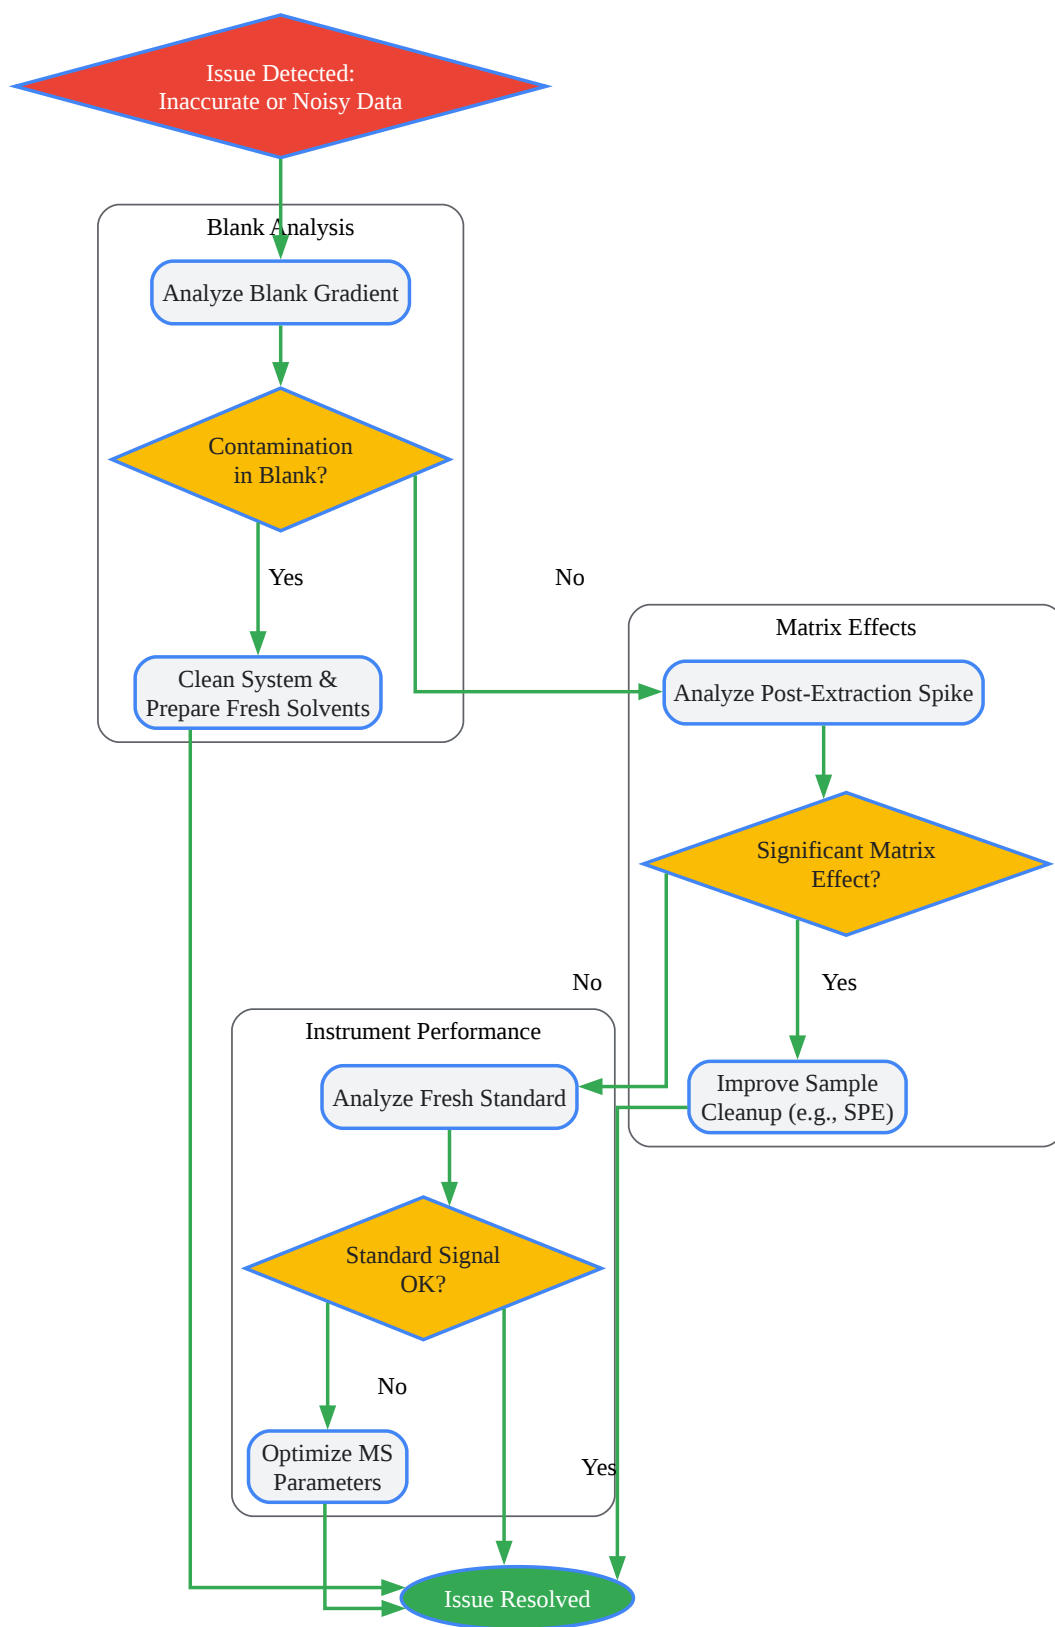 Issue Detected:
Inaccurate or Noisy Data
Blank Analysis
Analyze Blank Gradient
Contamination
in Blank?
Yes
No
Clean System &
Prepare Fresh Solvents
Matrix Effects
Analyze Post-Extraction Spike
Significant Matrix
Effect?
No
Yes
Improve Sample
Cleanup (e.g., SPE)
Instrument Performance
Analyze Fresh Standard
Standard Signal
OK?
No
Optimize MS
Parameters
Yes
Issue Resolved